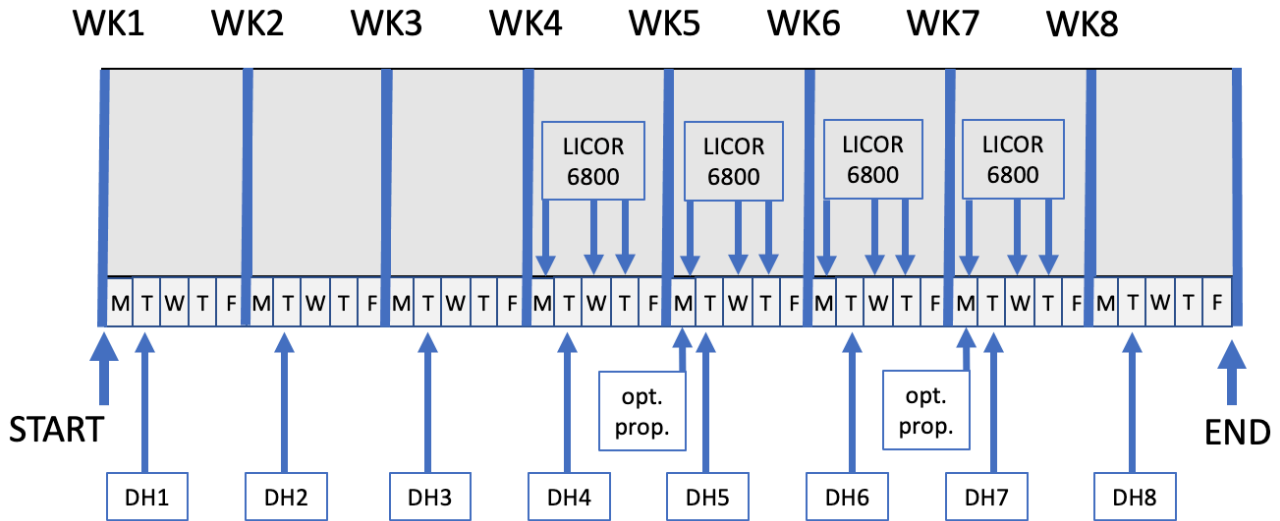 WK1 WK2 WK3 WK4 WK5 WK6 WK7 WK8
LICOR
6800
LICOR
6800
LICOR
6800
LICOR
6800
M T W T F M T W T F M T W T F M T W T F M T W T F M T W T F M T W T F M T W T F
START
opt.
prop.
opt.
prop.
END
DH1 DH2 DH3 DH4 DH5 DH6 DH7 DH8